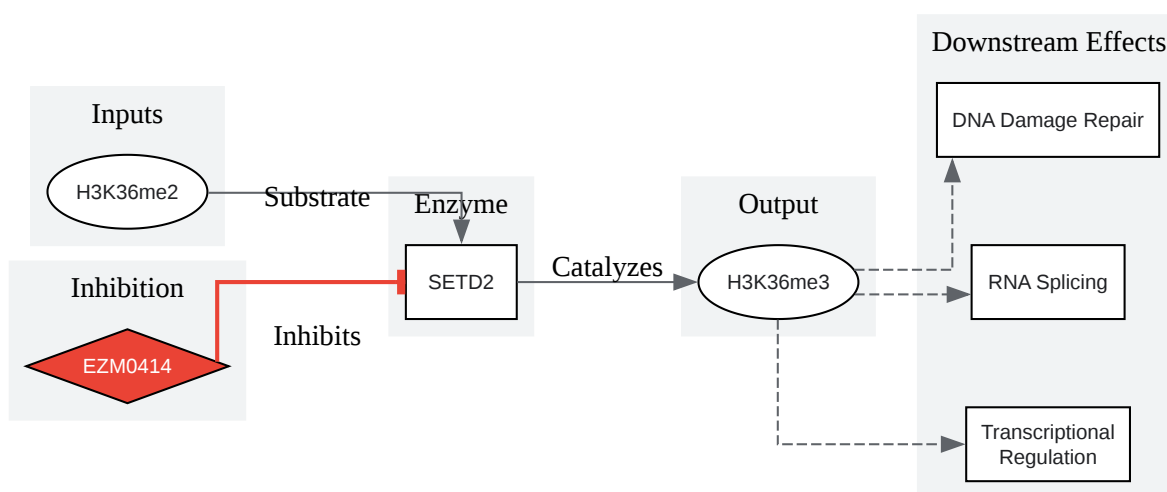 Inputs
H3K36me2
Substrate
Inhibition
EZM0414
Inhibits
Enzyme
SETD2
Catalyzes
Output
H3K36me3
Downstream Effects
DNA Damage Repair
RNA Splicing
Transcriptional
Regulation